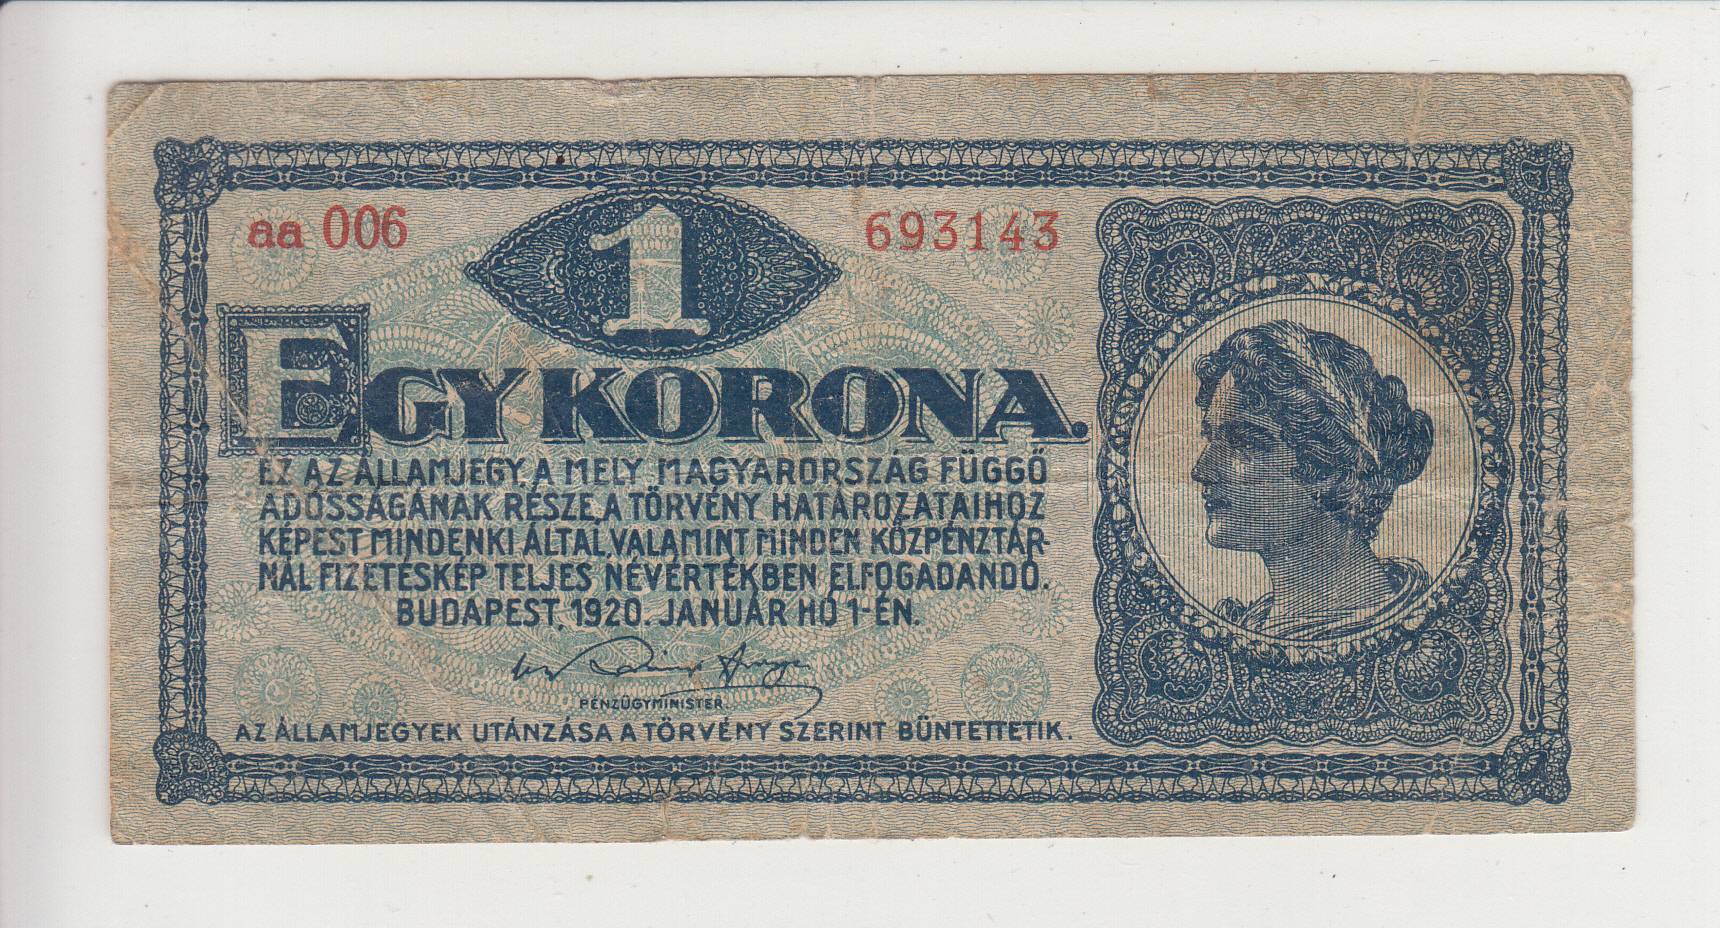 aa 006
1
693143
EGY KORONA.
EZ AZ ÁLLAMJEGY, A MELY MAGYARORSZÁG FÜGGŐ
ADÓSSÁGÁNAK RÉSZE, A TÖRVÉNY HATÁROZATAIHOZ
KÉPEST MINDENKI ÁLTAL, VALAMINT MINDEN KÖZPÉNZTÁR-
NÁL FIZETÉSKÉP TELJES NÉVÉRTÉKBEN ELFOGADANDÓ.
BUDAPEST, 1920. JANUÁR HÓ 1-ÉN.
PÉNZÜGYMINISTER.
AZ ÁLLAMJEGYEK UTÁNZÁSA A TÖRVÉNY SZERINT BÜNTETTETIK.